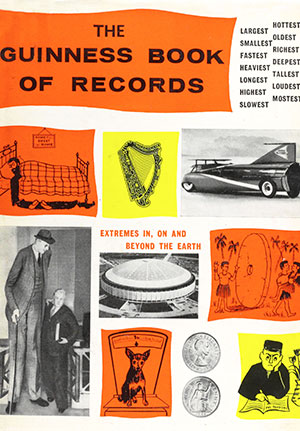 THE
GUINNESS BOOK
OF RECORDS
LARGEST
SMALLEST
FASTEST
HEAVIEST
LONGEST
HIGHEST
SLOWEST
HOTTEST
OLDEST
RICHEST
DEEPEST
TALLEST
LOUDEST
MOSTEST
EXTREMES IN, ON AND
BEYOND THE EARTH